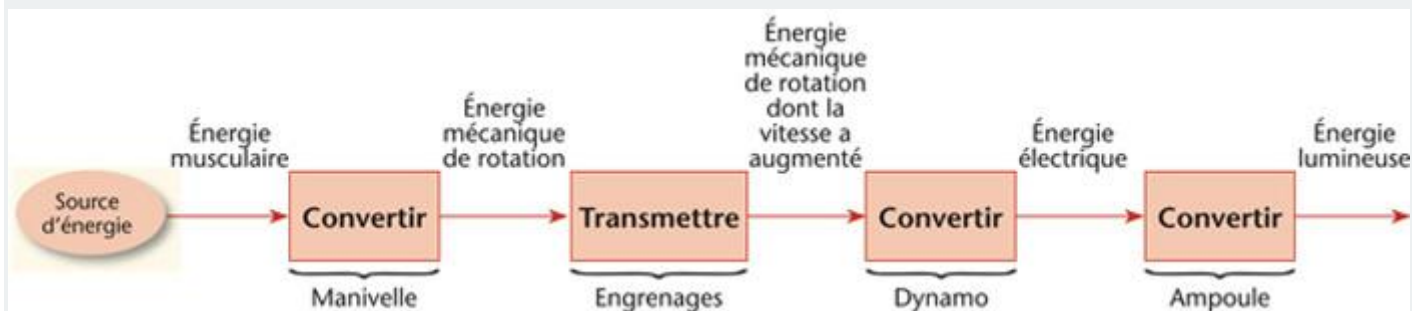 Source
d'énergie
Énergie
musculaire
Convertir
Manivelle
Énergie
mécanique
de rotation
Transmettre
Engrenages
Énergie
mécanique
de rotation
dont la
vitesse a
augmenté
Convertir
Dynamo
Énergie
électrique
Convertir
Ampoule
Énergie
lumineuse